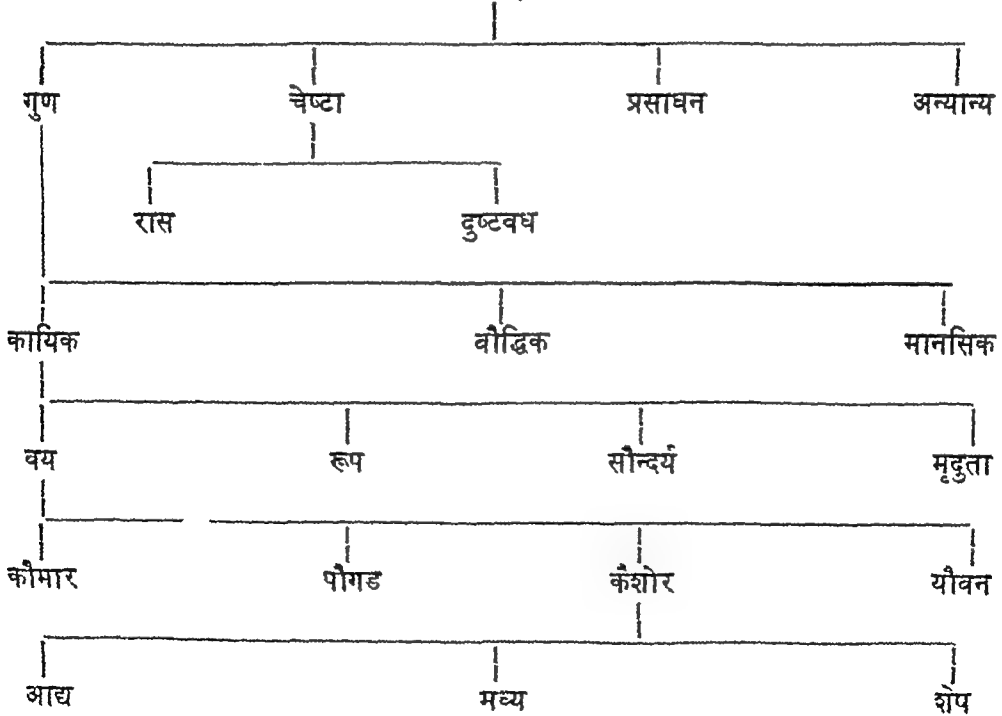 गुण चेष्टा प्रसाधन अन्यान्य
रास दुष्टवध
कायिक वौद्धिक मानसिक
वय रूप सौन्दर्य मृदुता
कौमार पौगड कैशोर यौवन
आद्य मध्य शेप